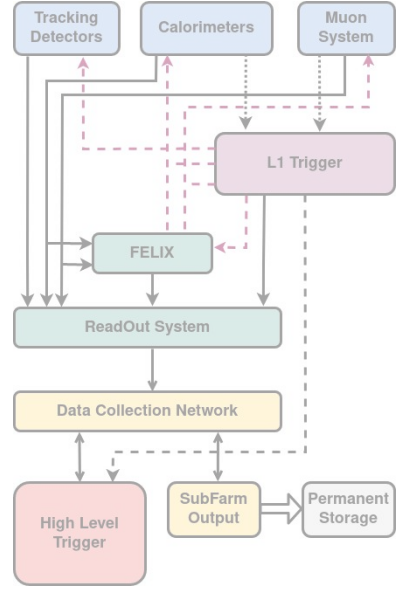 Tracking
Detectors
Calorimeters
Muon
System
L1 Trigger
FELIX
ReadOut System
Data Collection Network
High Level
Trigger
SubFarm
Output
Permanent
Storage